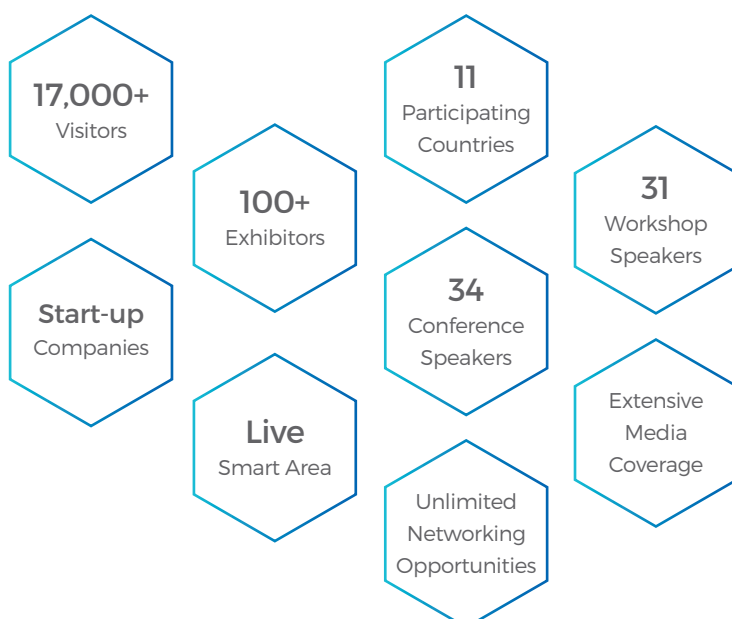 17,000+
Visitors
11
Participating
Countries
100+
Exhibitors
31
Workshop
Speakers
Start-up
Companies
34
Conference
Speakers
Live
Smart Area
Extensive
Media
Coverage
Unlimited
Networking
Opportunities